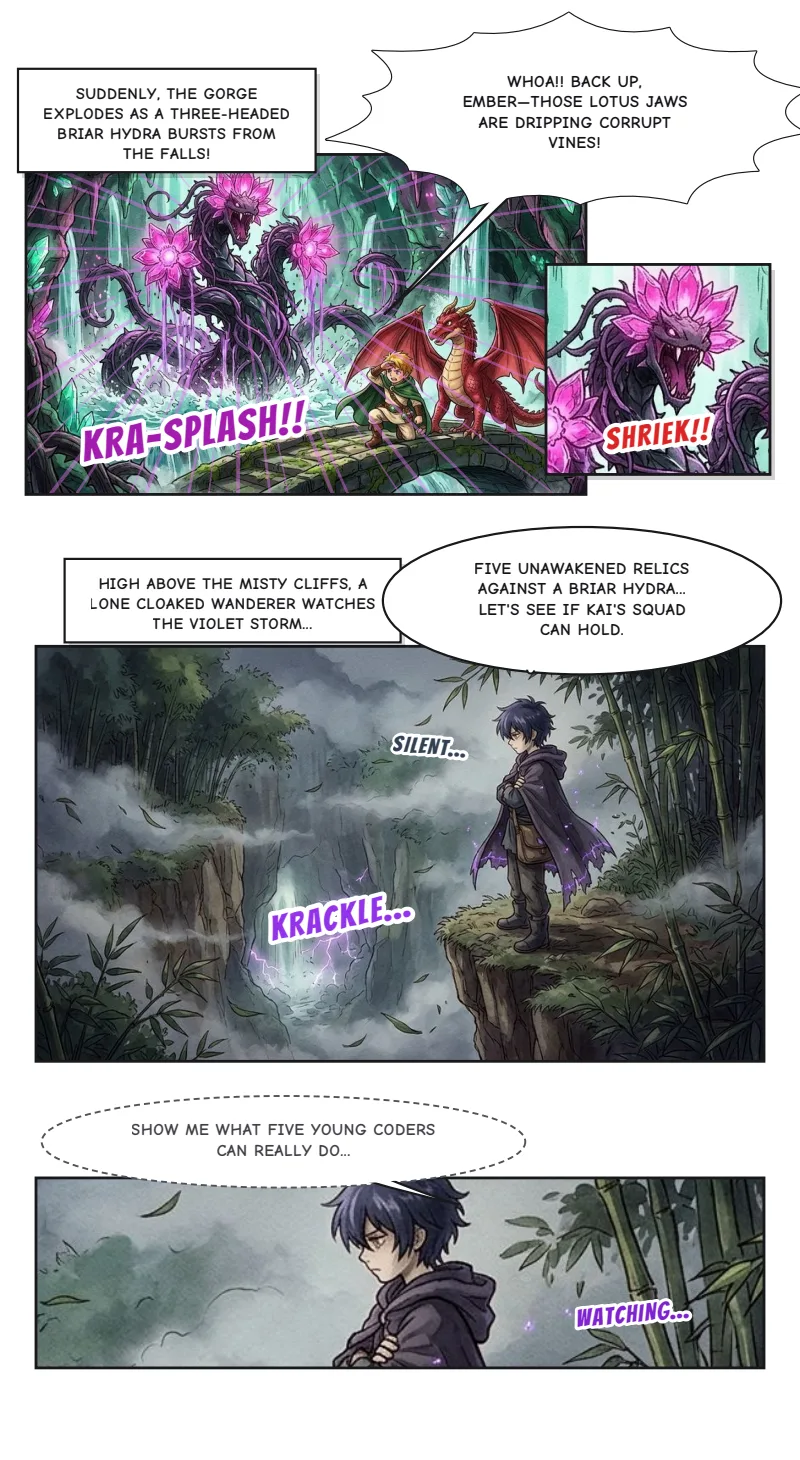 SUDDENLY, THE GORGE
EXPLODES AS A THREE-HEADED
BRIAR HYDRA BURSTS FROM
THE FALLS!
WHOA!! BACK UP,
EMBER—THOSE LOTUS JAWS
ARE DRIPPING CORRUPT
VINES!
KRA-SPLASH!!
SHRIEK!!
HIGH ABOVE THE MISTY CLIFFS, A
LONE CLOAKED WANDERER WATCHES
THE VIOLET STORM...
FIVE UNAWAKENED RELICS
AGAINST A BRIAR HYDRA...
LET'S SEE IF KAI'S SQUAD
CAN HOLD.
SILENT...
KRACKLE...
SHOW ME WHAT FIVE YOUNG CODERS
CAN REALLY DO...
WATCHING...